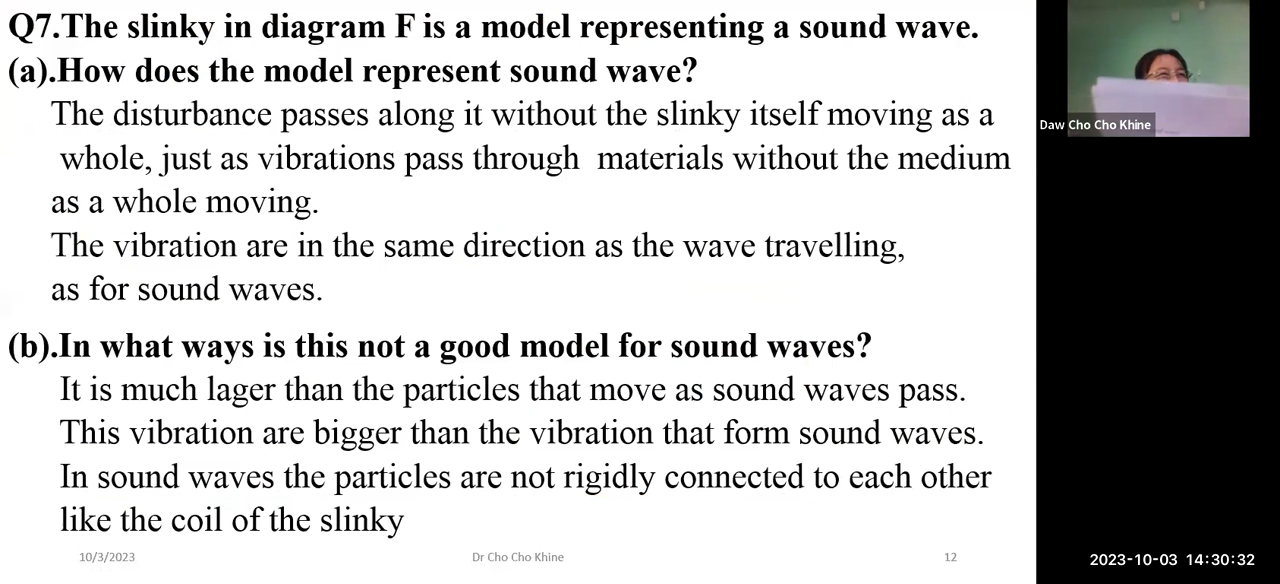 Q7.The slinky in diagram F is a model representing a sound wave.
(a).How does the model represent sound wave?
The disturbance passes along it without the slinky itself moving as a
whole, just as vibrations pass through materials without the medium
as a whole moving.
The vibration are in the same direction as the wave travelling,
as for sound waves.
(b).In what ways is this not a good model for sound waves?
It is much lager than the particles that move as sound waves pass.
This vibration are bigger than the vibration that form sound waves.
In sound waves the particles are not rigidly connected to each other
like the coil of the slinky
10/3/2023
Dr Cho Cho Khine
12
Daw Cho Cho Khine
2023-10-03 14:30:32